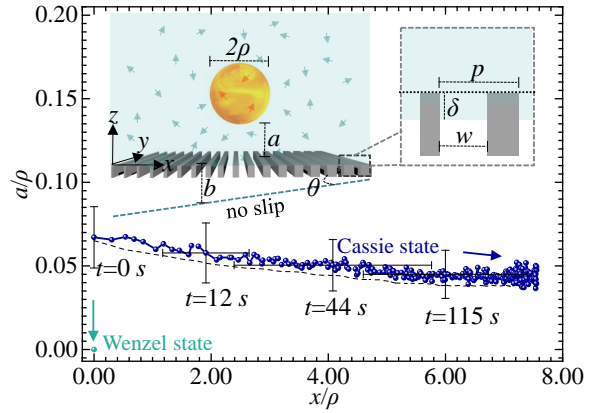 0.20
2ρ
p
δ
w
0.15
z
y
x
a
b
θ
no slip
a/ρ
0.10
Cassie state
0.05
t=0 s
t=12 s
t=44 s
t=115 s
Wenzel state
0.00
0.00 2.00 4.00 6.00 8.00
x/ρ